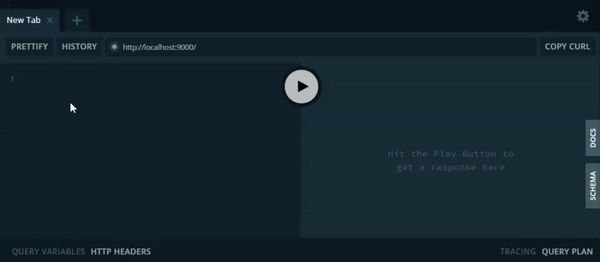 New Tab
PRETTIFY HISTORY http://localhost:9000/ COPY CURL
1
Hit the Play Button to
get a response here
DOCS
SCHEMA
QUERY VARIABLES HTTP HEADERS TRACING QUERY PLAN